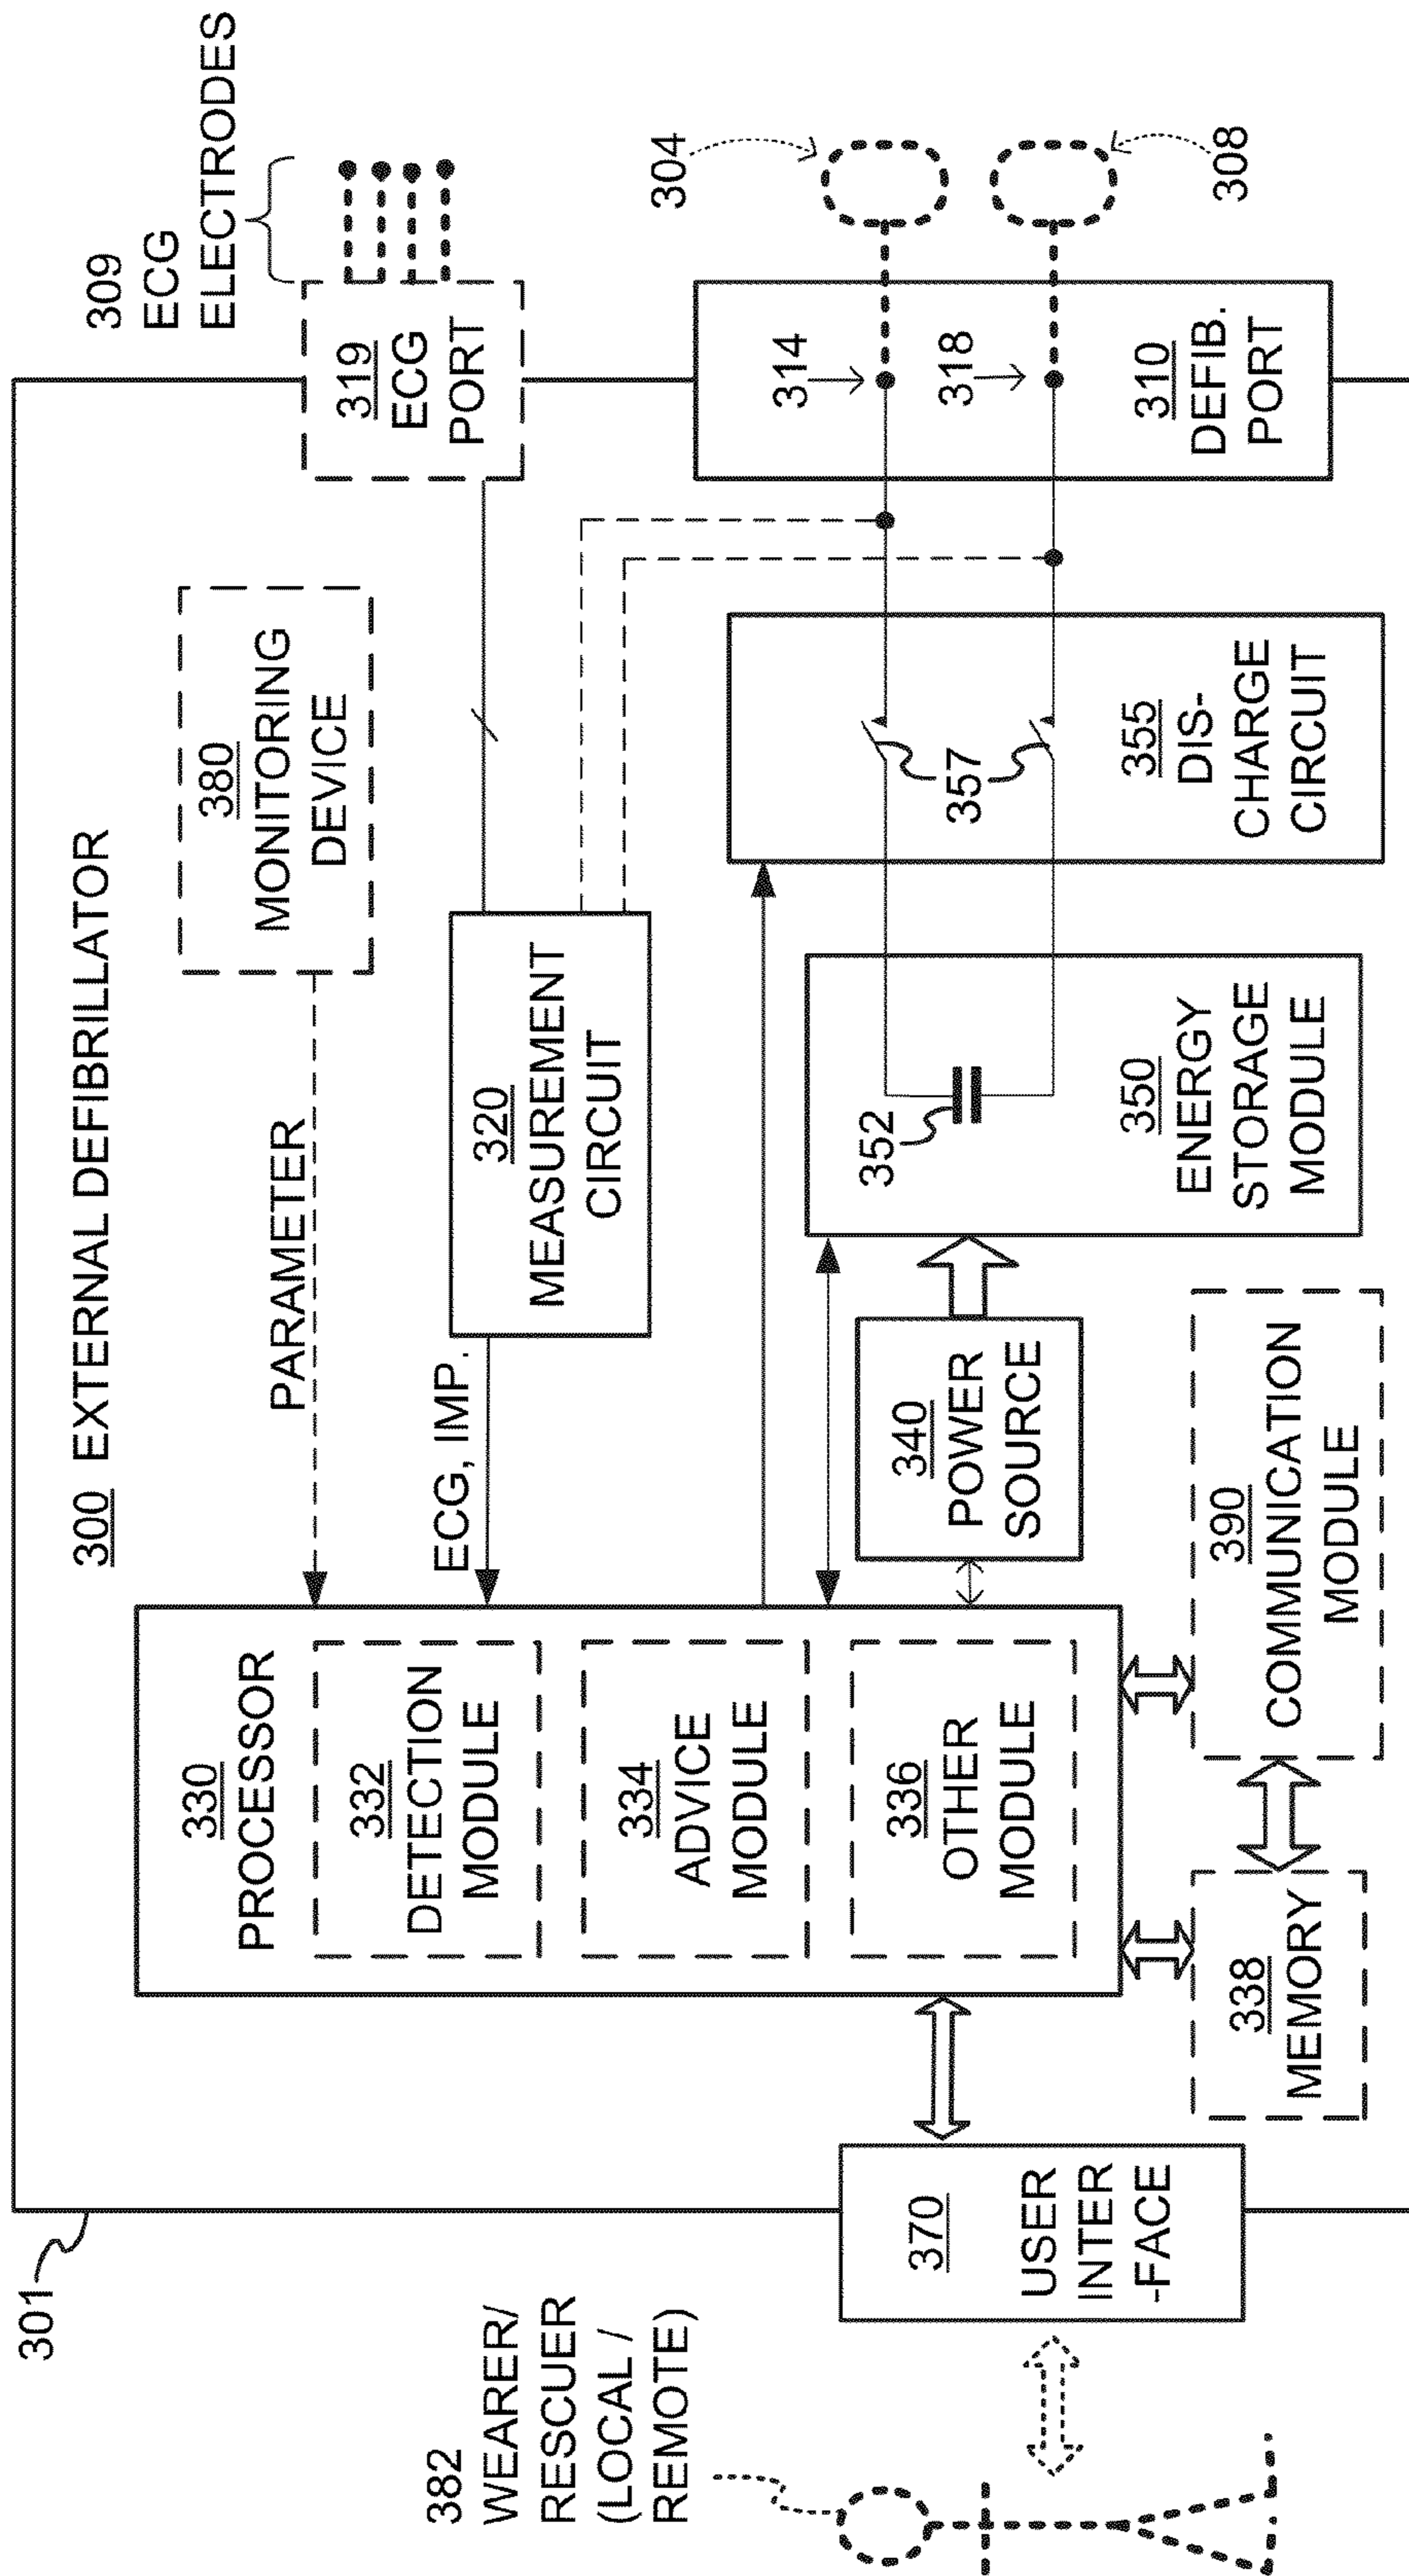 301
300 EXTERNAL DEFIBRILLATOR
309
ECG
ELECTRODES
382
WEARER/
RESCUER
(LOCAL /
REMOTE)
330
PROCESSOR
332
DETECTION
MODULE
334
ADVICE
MODULE
336
OTHER
MODULE
PARAMETER
380
MONITORING
DEVICE
319
ECG
PORT
ECG, IMP.
320
MEASUREMENT
CIRCUIT
304
308
314
318
310
DEFIB.
PORT
357
355
DIS-
CHARGE
CIRCUIT
352
350
ENERGY
STORAGE
MODULE
340
POWER
SOURCE
370
USER
INTER
-FACE
338
MEMORY
390
COMMUNICATION
MODULE